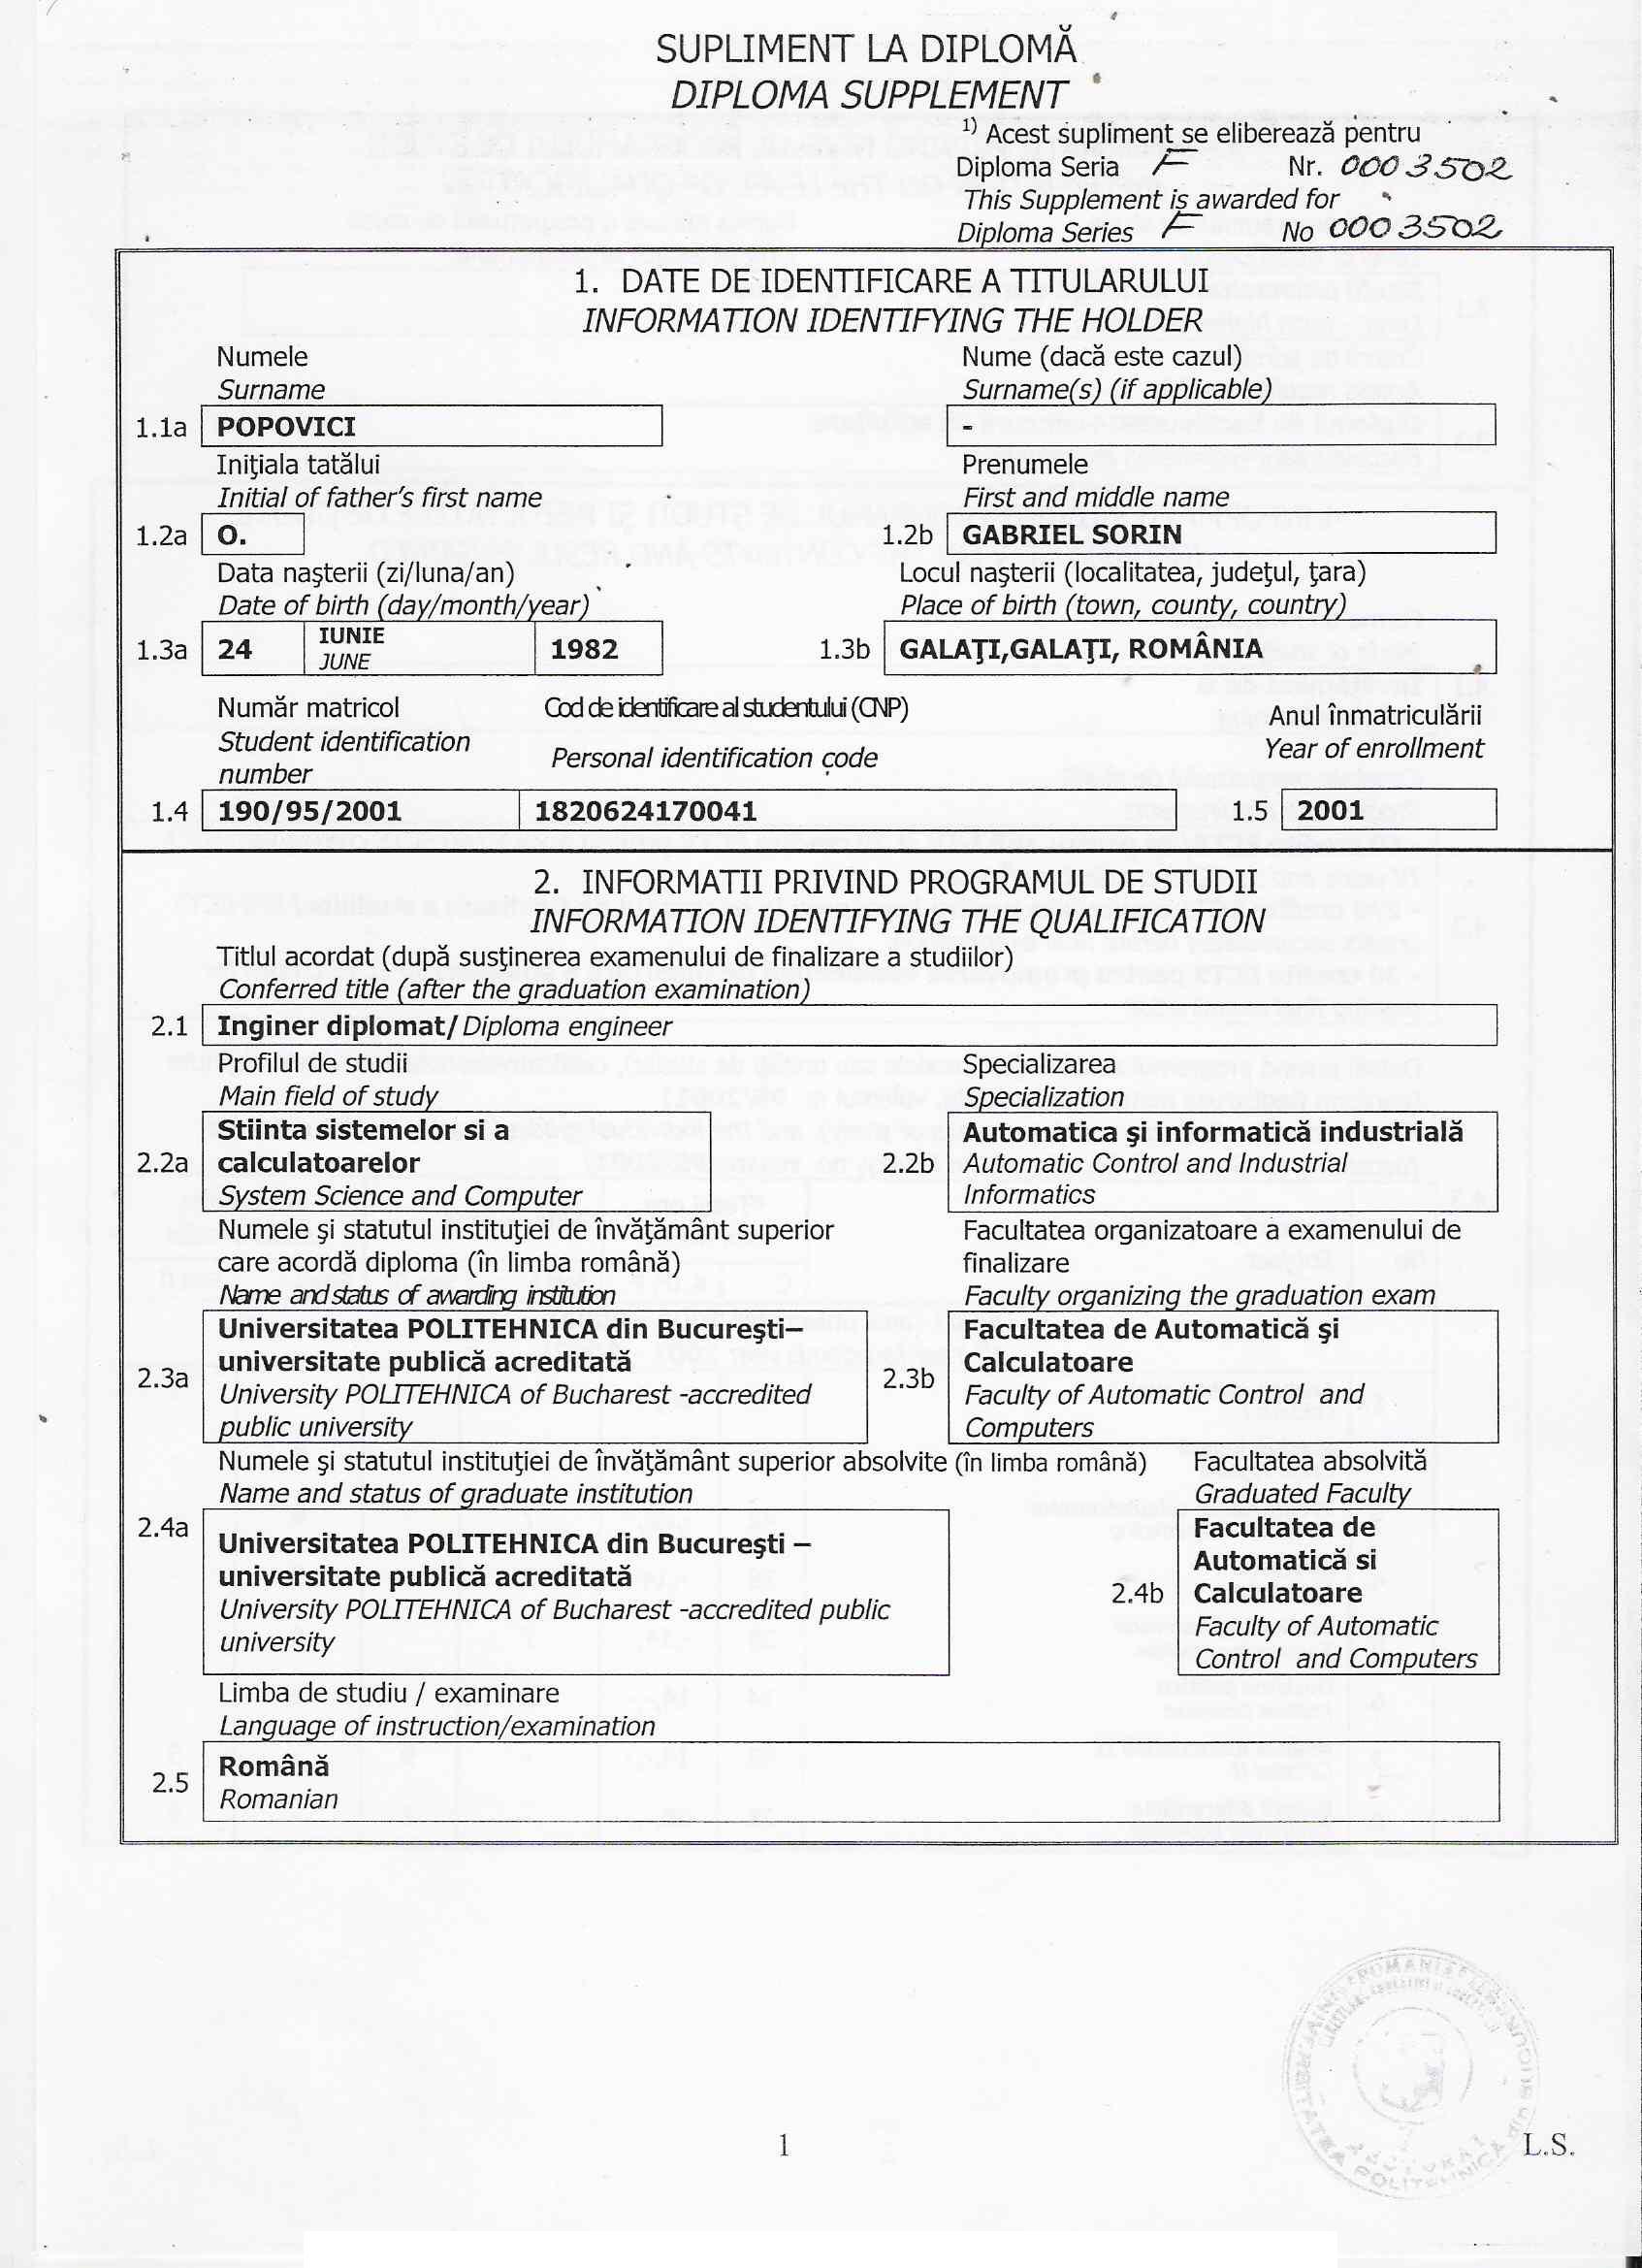 SUPLIMENT LA DIPLOMĂ
DIPLOMA SUPPLEMENT
1) Acest supliment se eliberează pentru
Diploma Seria F Nr. 0003502
This Supplement is awarded for
Diploma Series F No 0003502
1. DATE DE IDENTIFICARE A TITULARULUI
INFORMATION IDENTIFYING THE HOLDER
Numele Nume (dacă este cazul)
Surname Surname(s) (if applicable)
1.1a POPOVICI -
Iniţiala tatălui Prenumele
Initial of father's first name First and middle name
1.2a O. 1.2b GABRIEL SORIN
Data naşterii (zi/luna/an) Locul naşterii (localitatea, judeţul, ţara)
Date of birth (day/month/year) Place of birth (town, county, country)
1.3a 24 IUNIE 1982 1.3b GALAŢI,GALAŢI, ROMÂNIA
JUNE
Număr matricol Cod de identificare al studentului (CNP) Anul înmatriculării
Student identification Personal identification code Year of enrollment
number
1.4 190/95/2001 1820624170041 1.5 2001
2. INFORMATII PRIVIND PROGRAMUL DE STUDII
INFORMATION IDENTIFYING THE QUALIFICATION
Titlul acordat (după susţinerea examenului de finalizare a studiilor)
Conferred title (after the graduation examination)
2.1 Inginer diplomat/Diploma engineer
Profilul de studii Specializarea
Main field of study Specialization
Stiinta sistemelor si a Automatica şi informatică industrială
2.2a calculatoarelor 2.2b Automatic Control and Industrial
System Science and Computer Informatics
Numele şi statutul instituţiei de învăţământ superior Facultatea organizatoare a examenului de
care acordă diploma (în limba română) finalizare
Name and status of awarding institution Faculty organizing the graduation exam
Universitatea POLITEHNICA din Bucureşti– Facultatea de Automatică şi
universitate publică acreditată Calculatoare
2.3a University POLITEHNICA of Bucharest -accredited 2.3b Faculty of Automatic Control and
public university Computers
Numele şi statutul instituţiei de învăţământ superior absolvite (în limba română) Facultatea absolvită
Name and status of graduate institution Graduated Faculty
2.4a Universitatea POLITEHNICA din Bucureşti – Facultatea de
universitate publică acreditată Automatică si
University POLITEHNICA of Bucharest -accredited public 2.4b Calculatoare
university Faculty of Automatic
Control and Computers
Limba de studiu / examinare
Language of instruction/examination
2.5 Română
Romanian
ROMANIA
POLITEHNICA
1 L.S.